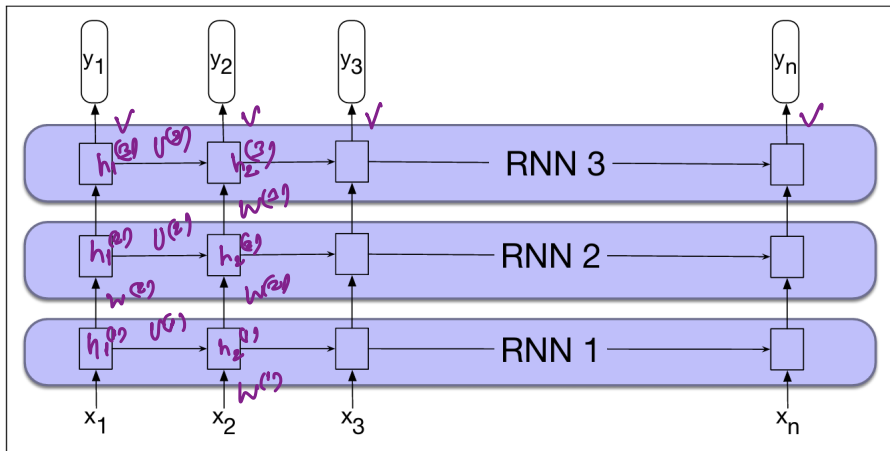 y1 y2 y3 yn
V V V V
h1(3) U(3) h2(3) RNN 3
W(3)
h1(2) U(2) h2(2) RNN 2
W(2) W(2)
h1(1) U(1) h2(1) RNN 1
W(1)
x1 x2 x3 xn